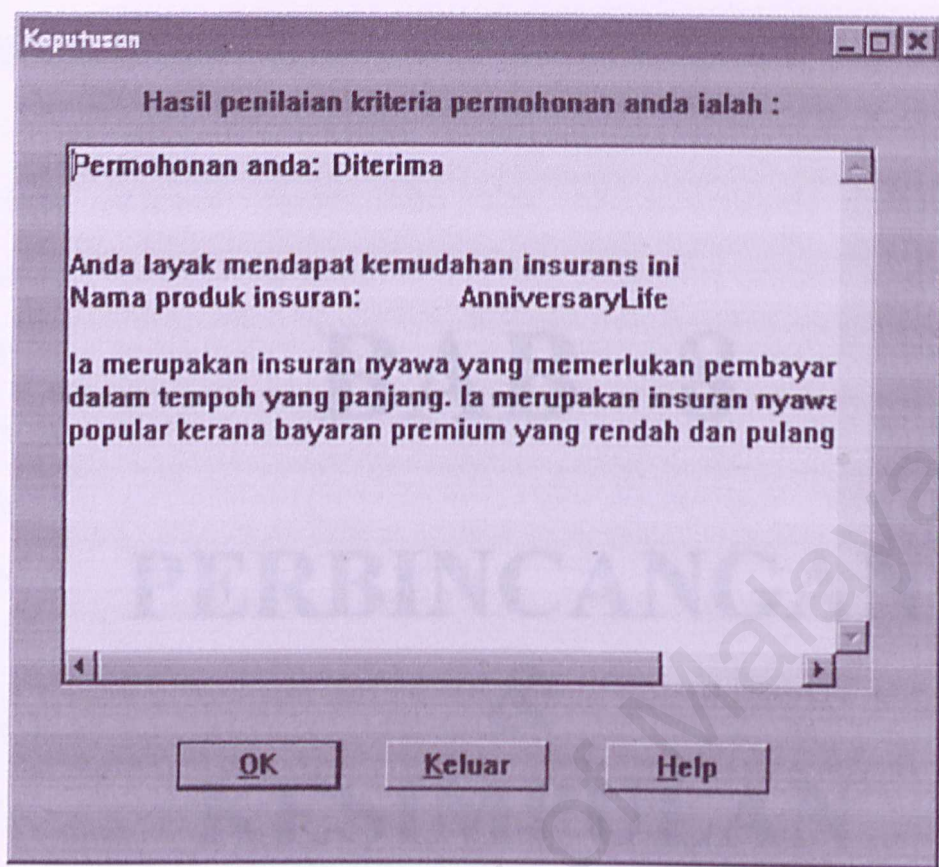 Keputusan
Hasil penilaian kriteria permohonan anda ialah :
Permohonan anda: Diterima
Anda layak mendapat kemudahan insurans ini
Nama produk insuran: AnniversaryLife
Ia merupakan insuran nyawa yang memerlukan pembayar
dalam tempoh yang panjang. Ia merupakan insuran nyawa
popular kerana bayaran premium yang rendah dan pulang
OK Keluar Help
of Malaya